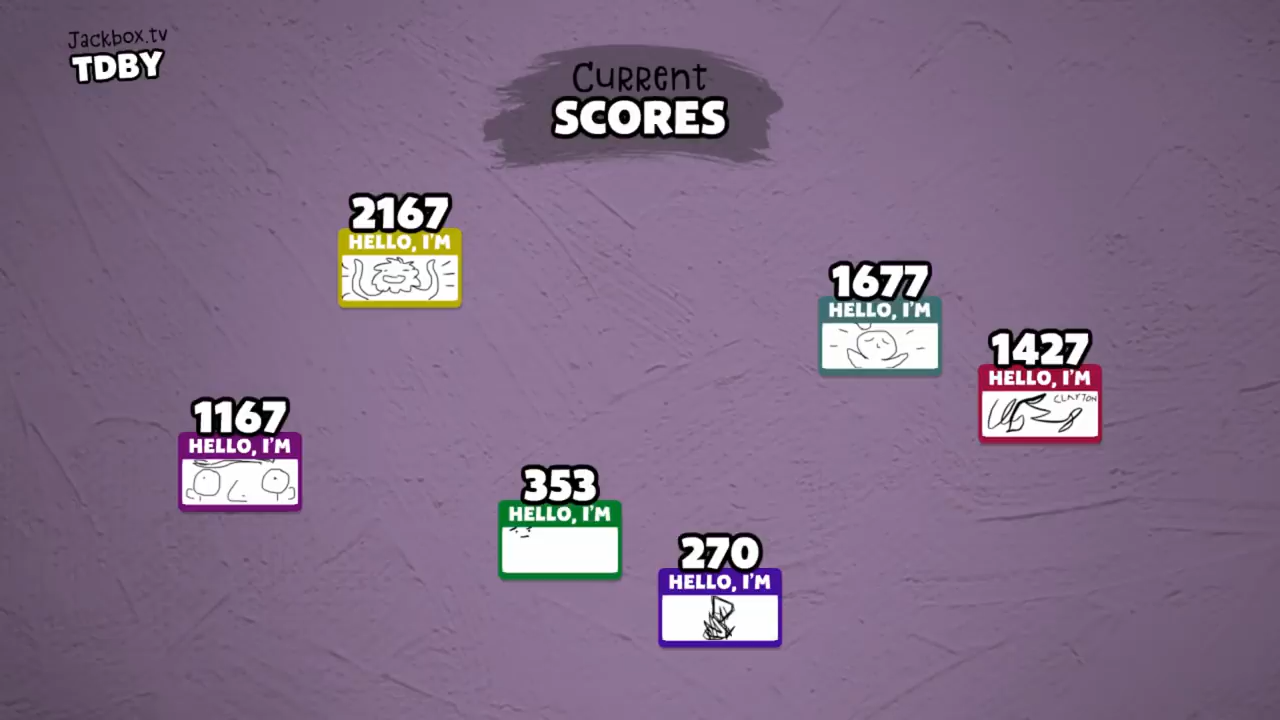 Jackbox.tv
TDBY
Current
SCORES
2167
HELLO, I'M
1677
HELLO, I'M
1427
HELLO, I'M
CLAYTON
1167
HELLO, I'M
353
HELLO, I'M
270
HELLO, I'M